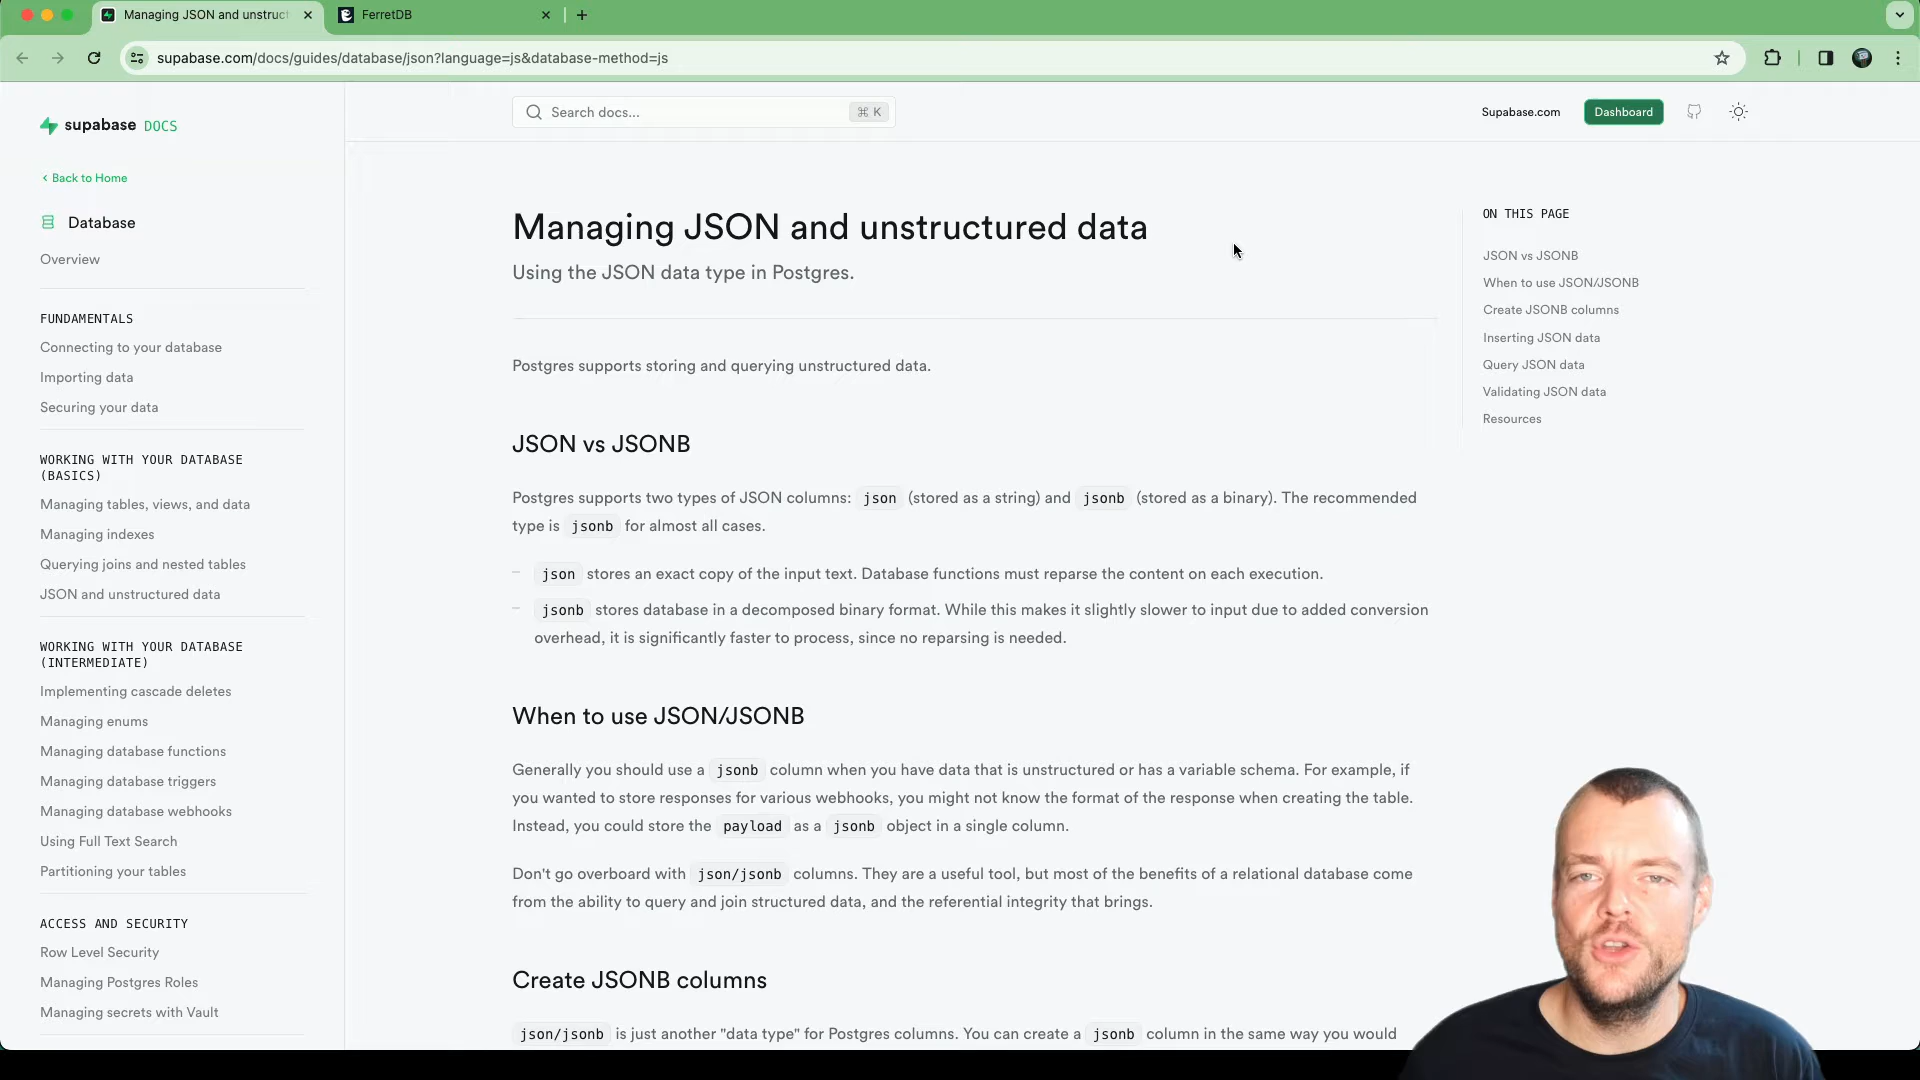 Managing JSON and unstruct
FerretDB
supabase.com/docs/guides/database/json?language=js&database-method=js
supabase DOCS
Search docs...
⌘ K
Supabase.com
Dashboard
< Back to Home
Database
Overview
FUNDAMENTALS
Connecting to your database
Importing data
Securing your data
WORKING WITH YOUR DATABASE
(BASICS)
Managing tables, views, and data
Managing indexes
Querying joins and nested tables
JSON and unstructured data
WORKING WITH YOUR DATABASE
(INTERMEDIATE)
Implementing cascade deletes
Managing enums
Managing database functions
Managing database triggers
Managing database webhooks
Using Full Text Search
Partitioning your tables
ACCESS AND SECURITY
Row Level Security
Managing Postgres Roles
Managing secrets with Vault
Managing JSON and unstructured data
Using the JSON data type in Postgres.
Postgres supports storing and querying unstructured data.
JSON vs JSONB
Postgres supports two types of JSON columns: json (stored as a string) and jsonb (stored as a binary). The recommended
type is jsonb for almost all cases.
json stores an exact copy of the input text. Database functions must reparse the content on each execution.
jsonb stores database in a decomposed binary format. While this makes it slightly slower to input due to added conversion
overhead, it is significantly faster to process, since no reparsing is needed.
When to use JSON/JSONB
Generally you should use a jsonb column when you have data that is unstructured or has a variable schema. For example, if
you wanted to store responses for various webhooks, you might not know the format of the response when creating the table.
Instead, you could store the payload as a jsonb object in a single column.
Don't go overboard with json/jsonb columns. They are a useful tool, but most of the benefits of a relational database come
from the ability to query and join structured data, and the referential integrity that brings.
Create JSONB columns
json/jsonb is just another "data type" for Postgres columns. You can create a jsonb column in the same way you would
ON THIS PAGE
JSON vs JSONB
When to use JSON/JSONB
Create JSONB columns
Inserting JSON data
Query JSON data
Validating JSON data
Resources